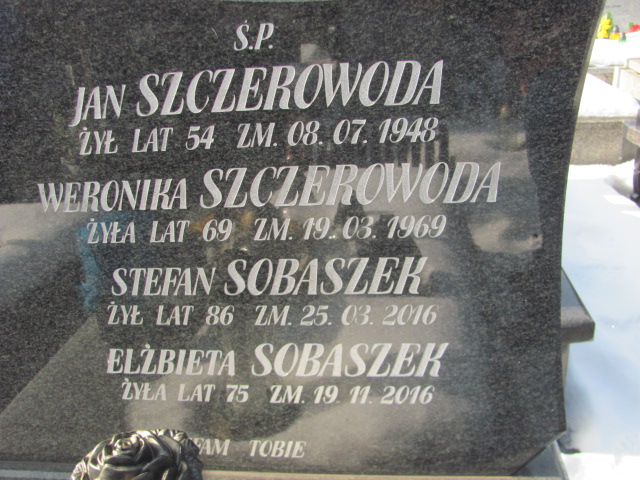 Ś.P.
JAN SZCZEROWODA
ŻYŁ LAT 54 ZM. 08. 07. 1948
WERONIKA SZCZEROWODA
ŻYŁA LAT 69 ZM. 19. 03. 1969
STEFAN SOBASZEK
ŻYŁ LAT 86 ZM. 25. 03. 2016
ELŻBIETA SOBASZEK
ŻYŁA LAT 75 ZM. 19. 11. 2016
TOBIE